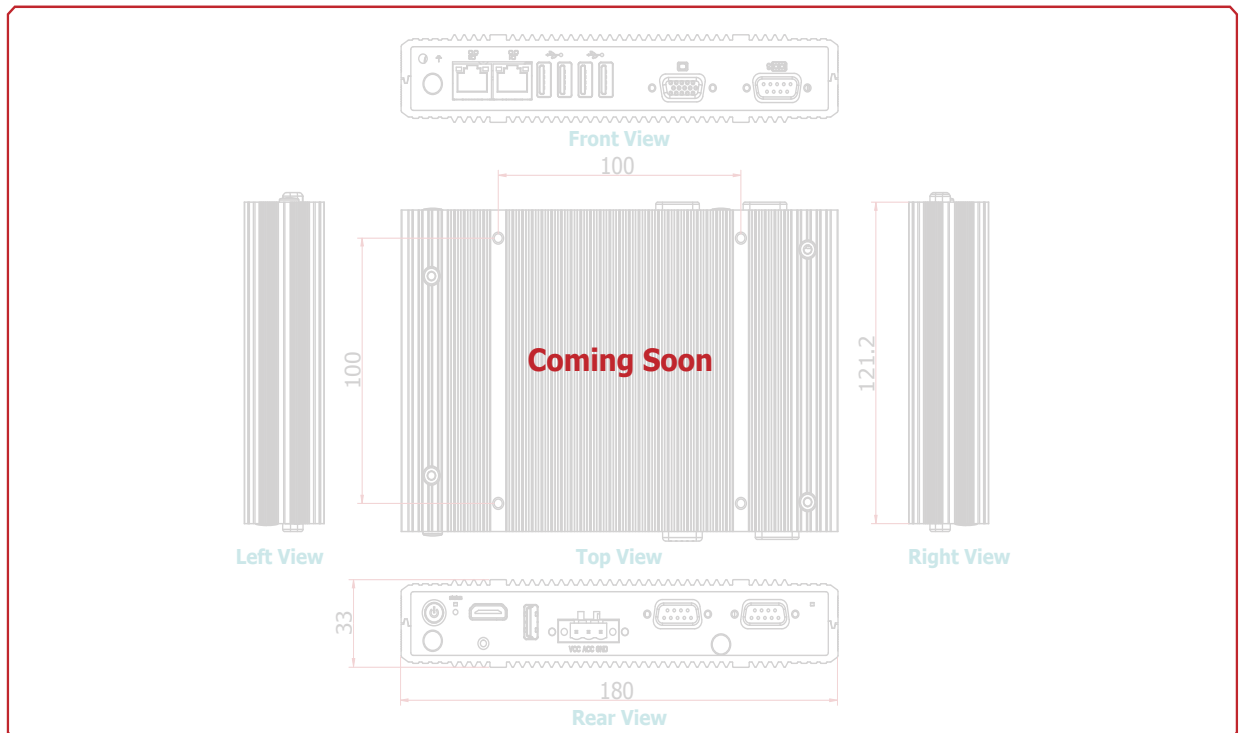 Front View
100
100
Coming Soon
121.2
Left View
Top View
Right View
33
status
VCC ACC GND
180
Rear View